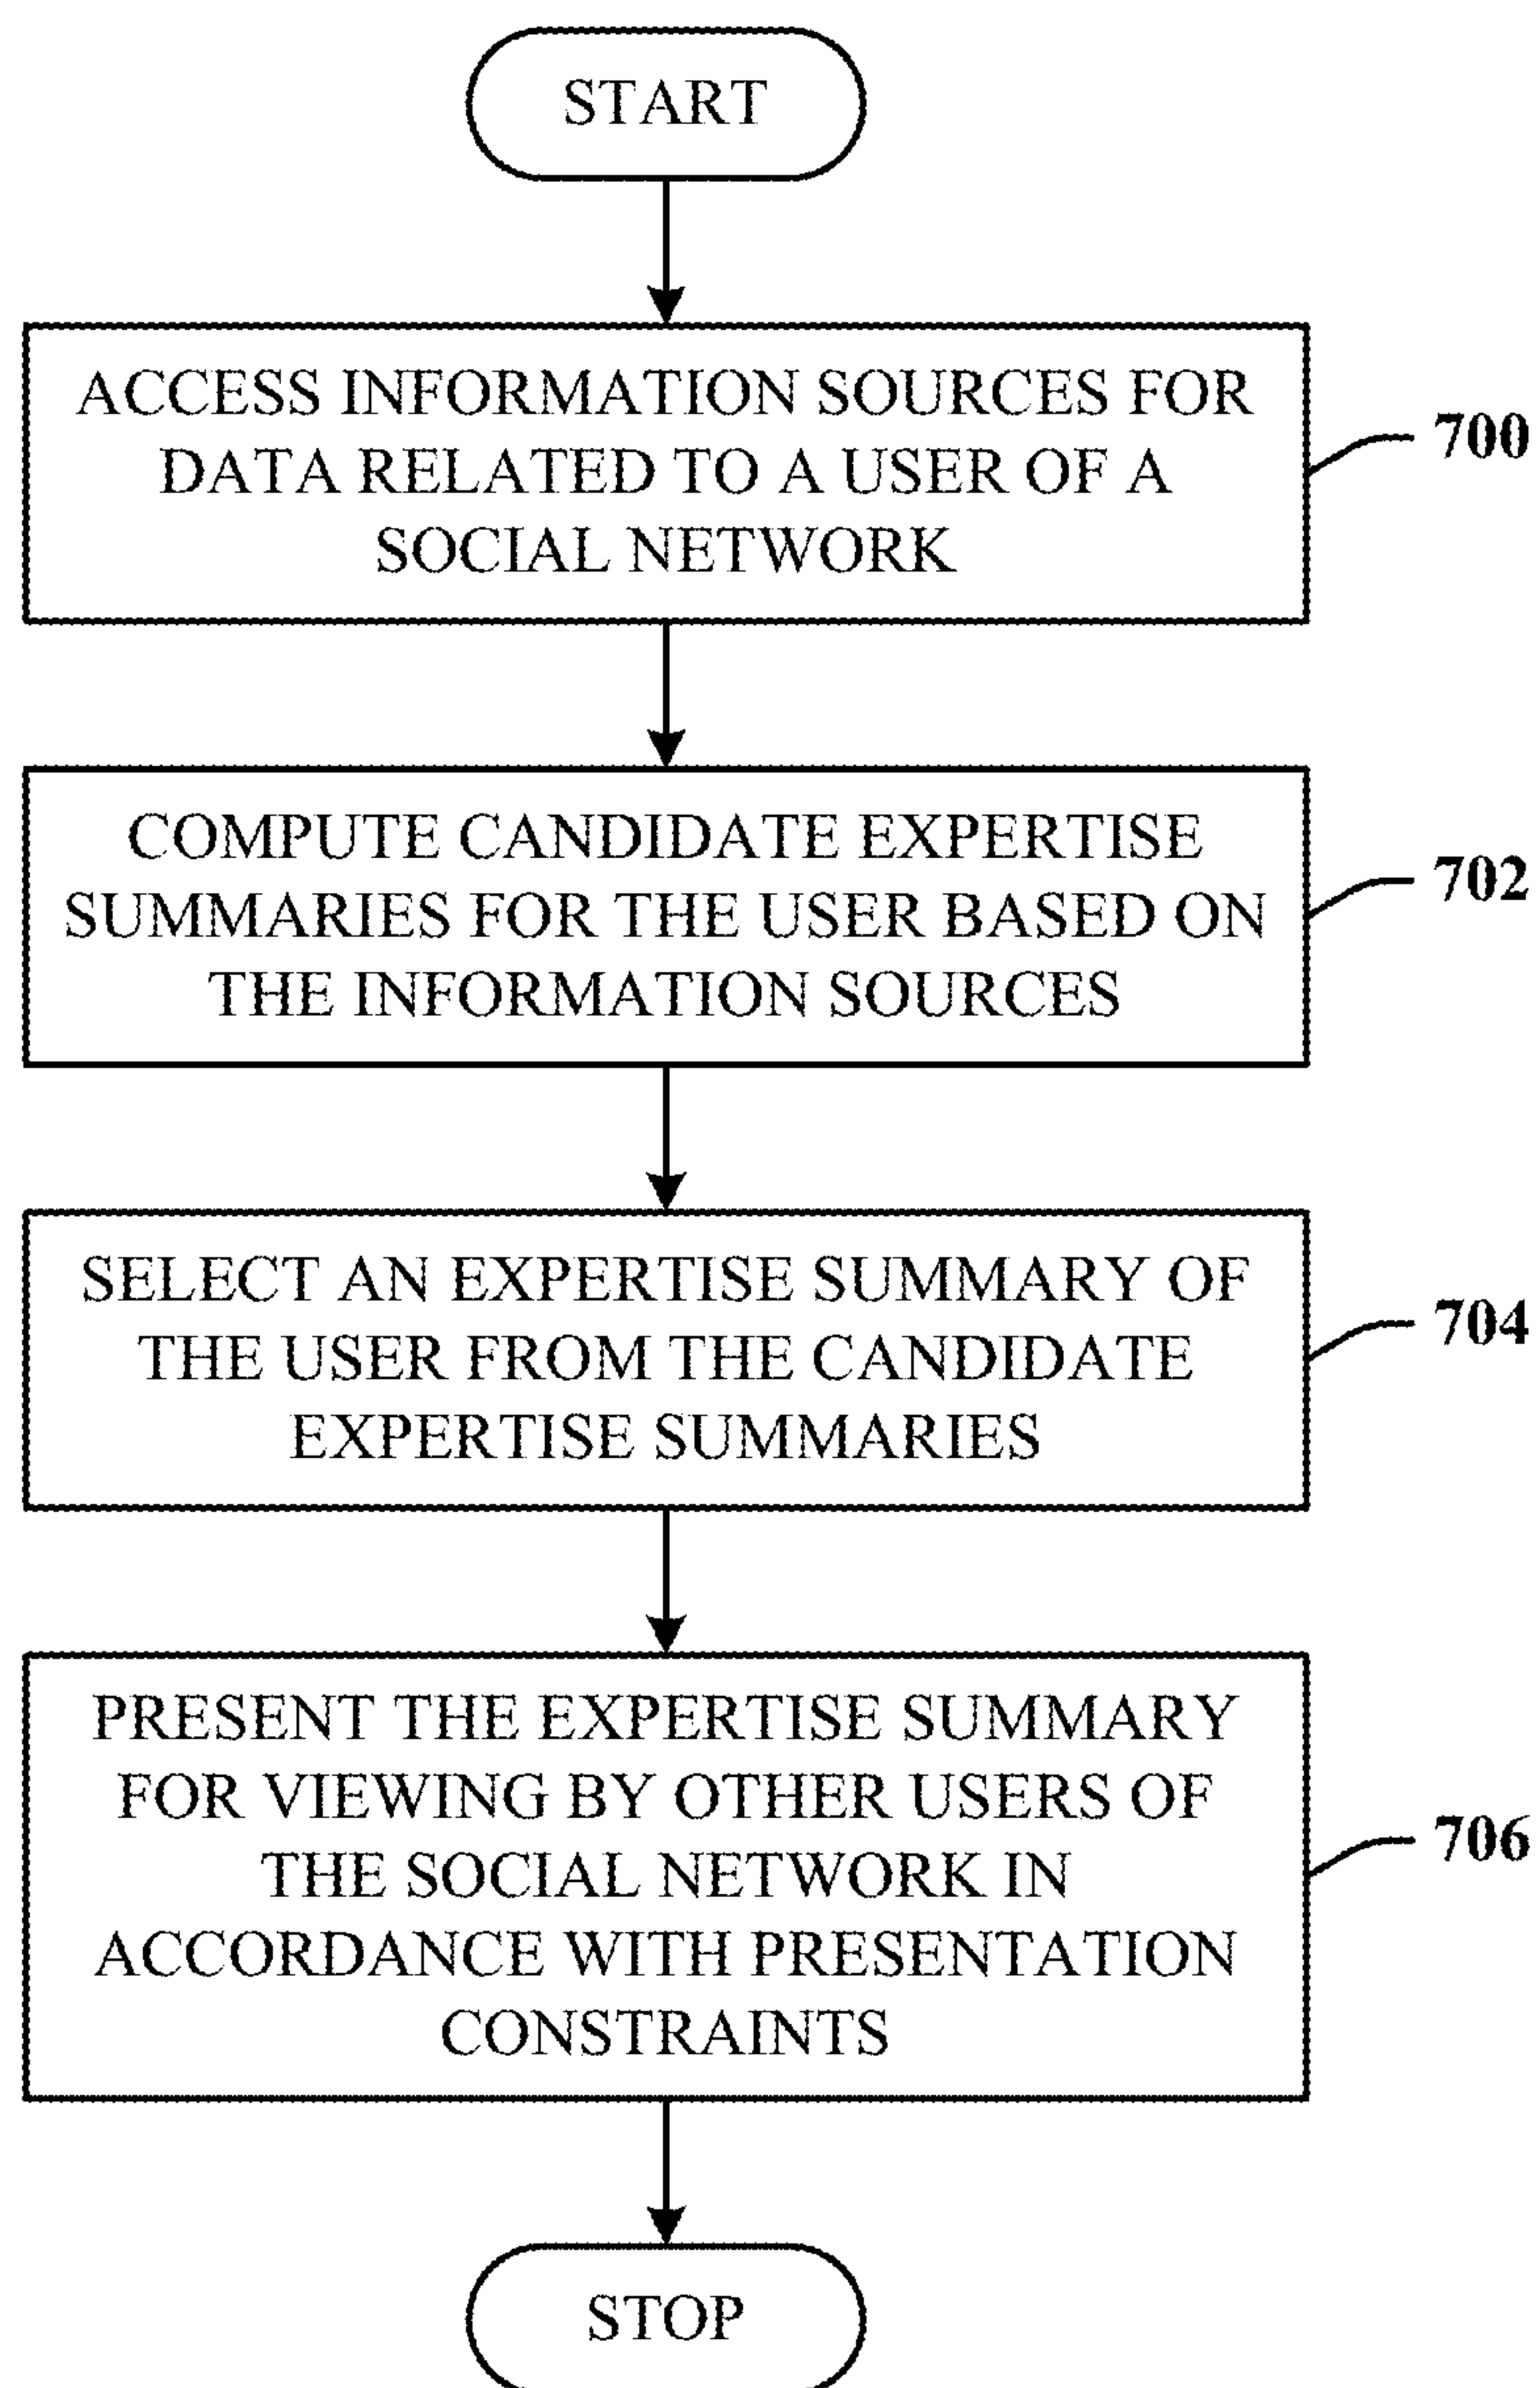 START
ACCESS INFORMATION SOURCES FOR
DATA RELATED TO A USER OF A
SOCIAL NETWORK
700
COMPUTE CANDIDATE EXPERTISE
SUMMARIES FOR THE USER BASED ON
THE INFORMATION SOURCES
702
SELECT AN EXPERTISE SUMMARY OF
THE USER FROM THE CANDIDATE
EXPERTISE SUMMARIES
704
PRESENT THE EXPERTISE SUMMARY
FOR VIEWING BY OTHER USERS OF
THE SOCIAL NETWORK IN
ACCORDANCE WITH PRESENTATION
CONSTRAINTS
706
STOP